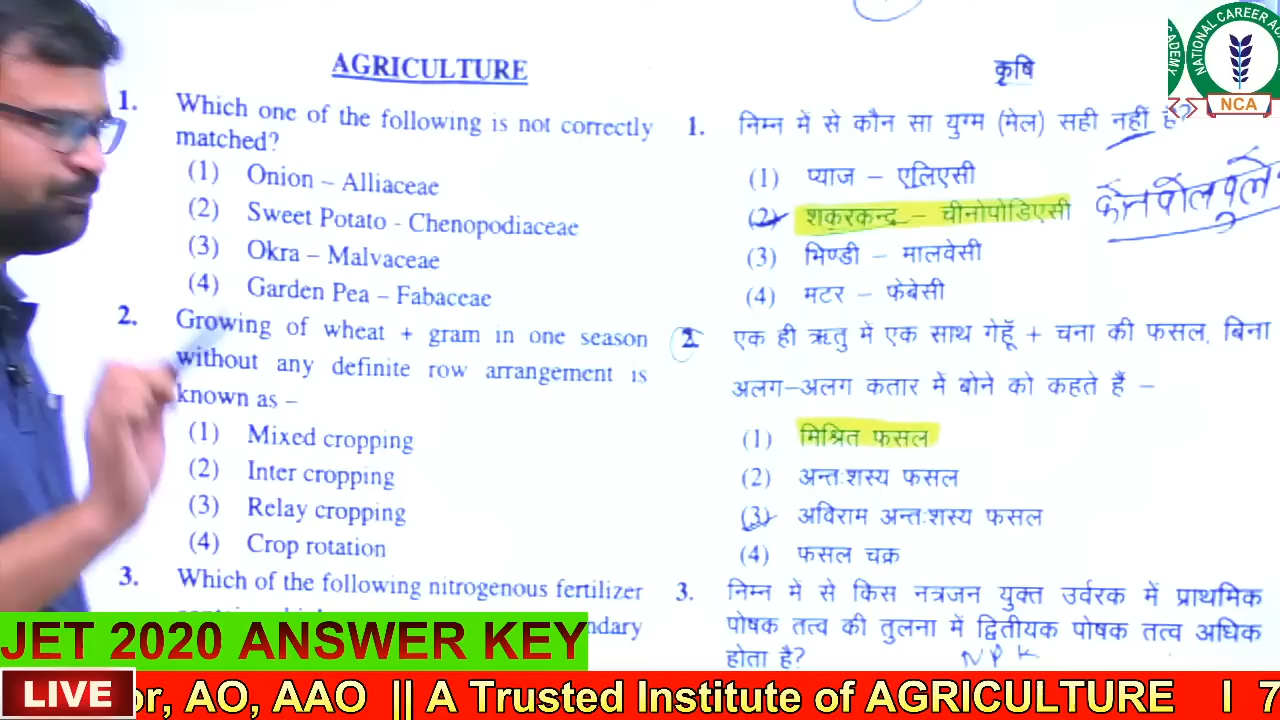 AGRICULTURE
1. Which one of the following is not correctly
matched?
(1) Onion – Alliaceae
(2) Sweet Potato - Chenopodiaceae
(3) Okra – Malvaceae
(4) Garden Pea – Fabaceae
2. Growing of wheat + gram in one season
without any definite row arrangement is
known as –
(1) Mixed cropping
(2) Inter cropping
(3) Relay cropping
(4) Crop rotation
3. Which of the following nitrogenous fertilizer
कृषि
1. निम्न में से कौन सा युग्म (मेल) सही नहीं है?
(1) प्याज – एलिएसी
(2) शकरकन्द – चीनोपोडिएसी
(3) भिण्डी – मालवेसी
(4) मटर – फेबेसी
2. एक ही ऋतु में एक साथ गेहूँ + चना की फसल, बिना
अलग–अलग कतार में बोने को कहते हैं –
(1) मिश्रित फसल
(2) अन्तःशस्य फसल
(3) अविराम अन्तःशस्य फसल
(4) फसल चक्र
3. निम्न में से किस नत्रजन युक्त उर्वरक में प्राथमिक
पोषक तत्व की तुलना में द्वितीयक पोषक तत्व अधिक
होता है?
N P K
NATIONAL CAREER
NCA
JET 2020 ANSWER KEY
LIVE
or, AO, AAO || A Trusted Institute of AGRICULTURE I 7